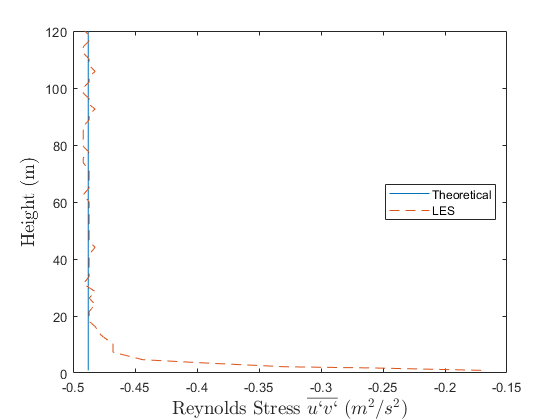 120
100
80
60
40
20
0
Height (m)
Theoretical
LES
-0.5 -0.45 -0.4 -0.35 -0.3 -0.25 -0.2 -0.15
Reynolds Stress \overline{u‘v‘} (m²/s²)